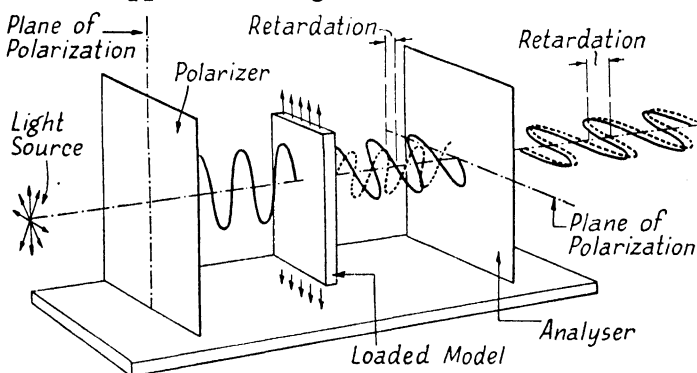 Plane of
Polarization
Polarizer
Light
Source
Retardation
Retardation
Plane of
Polarization
Analyser
Loaded Model